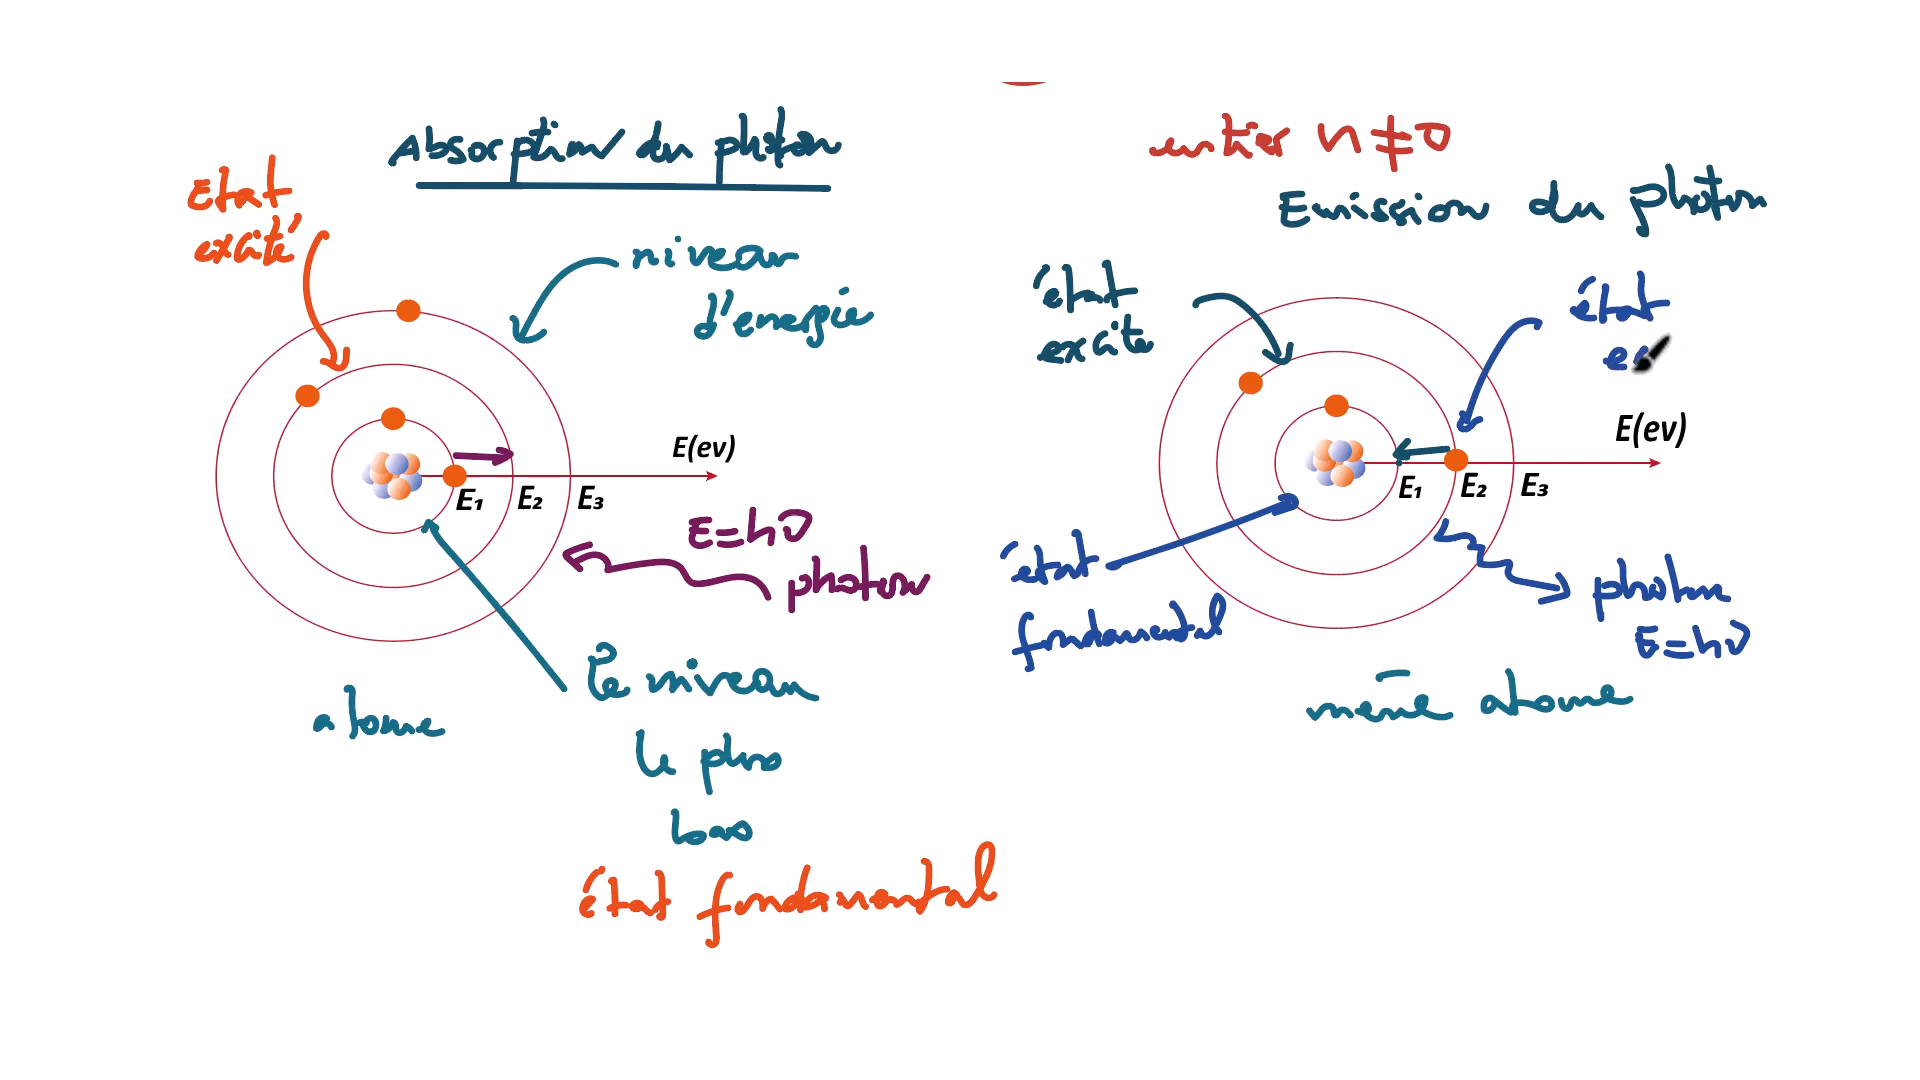 Absorption du photon
Etat
excité
niveau
d'energie
E(ev)
E₁
E₂
E₃
E=hν
photon
Le niveau
le plus
bas
atome
état fondamental
entier n≠0
Emission du photon
état
excite
état
E(ev)
E₁
E₂
E₃
état
fondamental
photon
E=hν
même atome